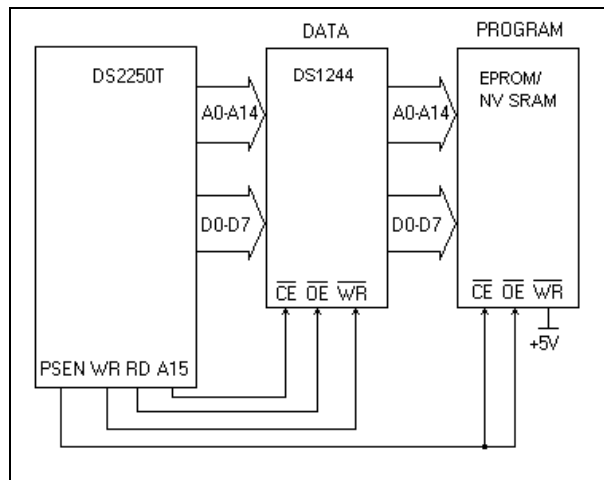 DATA PROGRAM
DS2250T DS1244 EPROM/
NV SRAM
A0-A14 A0-A14
D0-D7 D0-D7
CE OE WR CE OE WR
+5V
PSEN WR RD A15